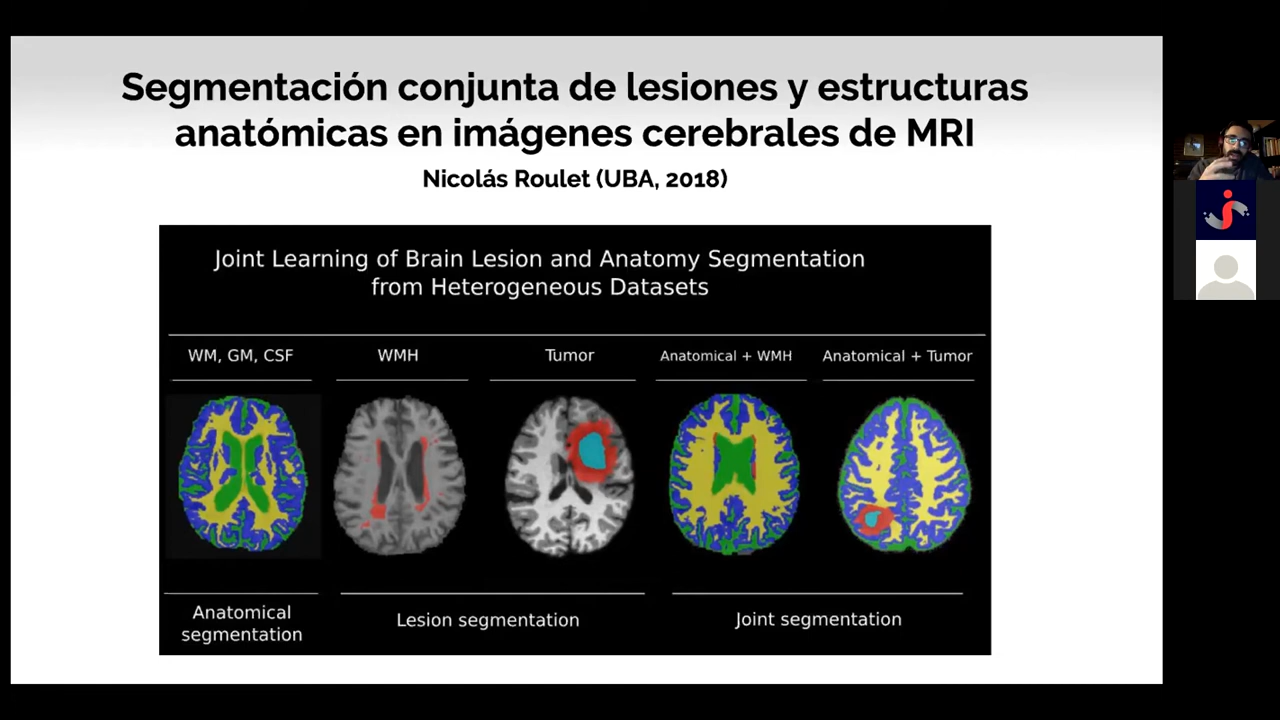 Segmentación conjunta de lesiones y estructuras
anatómicas en imágenes cerebrales de MRI
Nicolás Roulet (UBA, 2018)
Joint Learning of Brain Lesion and Anatomy Segmentation
from Heterogeneous Datasets
WM, GM, CSF
WMH
Tumor
Anatomical + WMH
Anatomical + Tumor
Anatomical
segmentation
Lesion segmentation
Joint segmentation